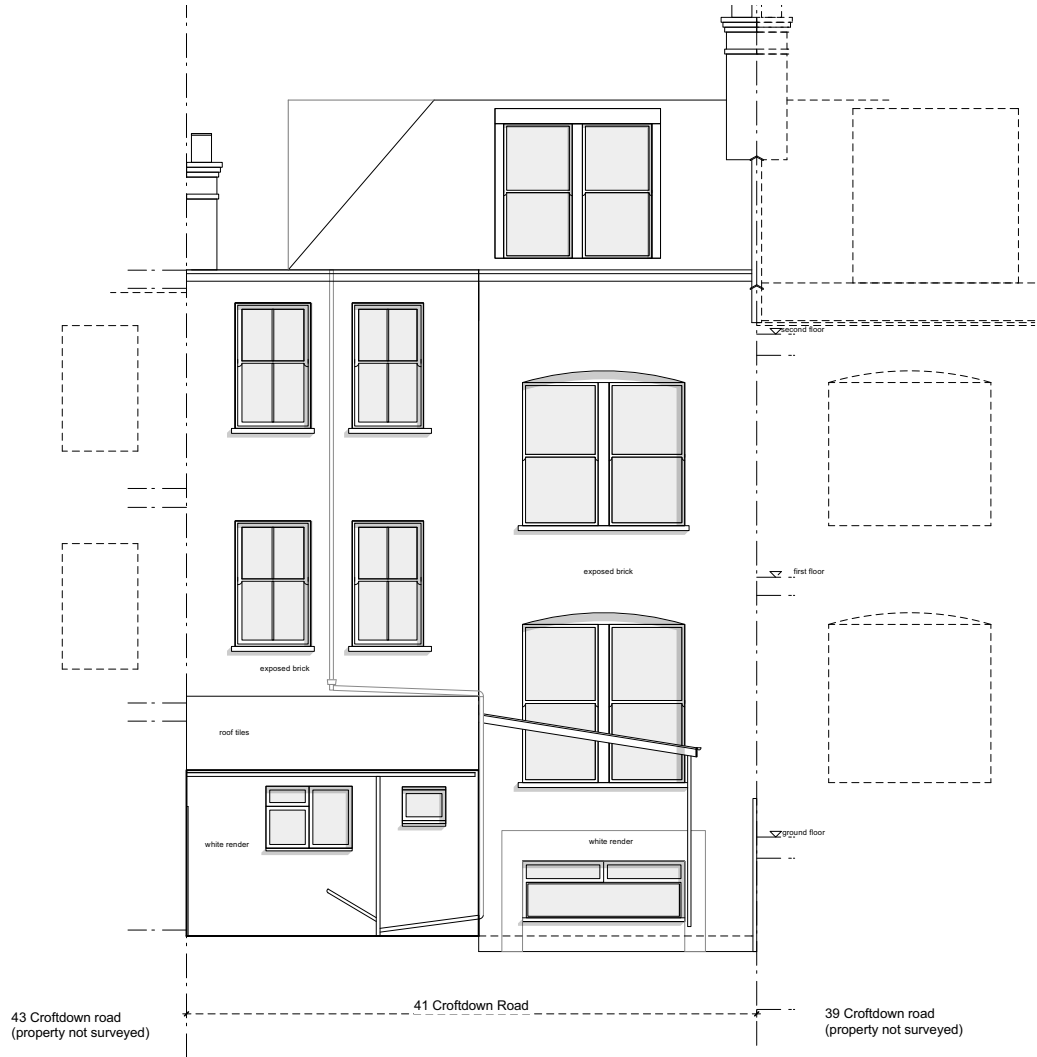 second floor
exposed brick
first floor
exposed brick
roof tiles
ground floor
white render
white render
41 Croftdown Road
43 Croftdown road
(property not surveyed)
39 Croftdown road
(property not surveyed)